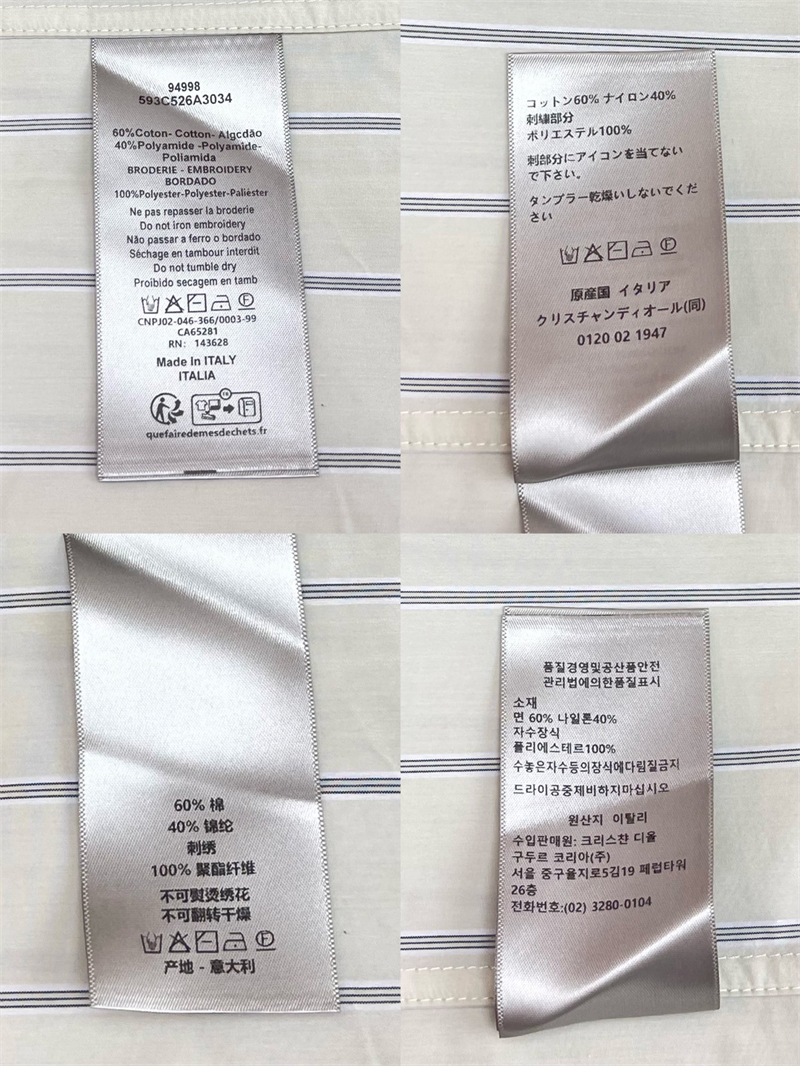 94998
593C526A3034
60%Coton- Cotton- Algcdão
40%Polyamide -Polyamide-
Poliamida
BRODERIE - EMBROIDERY
BORDADO
100%Polyester-Polyester-Palièster
Ne pas repasser la broderie
Do not iron embroidery
Não passar a ferro o bordado
Séchage en tambour interdit
Do not tumble dry
Proibido secagem en tamb
CNPJ02-046-366/0003-99
CA65281
RN: 143628
Made in ITALY
ITALIA
FR
quefairedemesdechets.fr
コットン60% ナイロン40%
刺繍部分
ポリエステル100%
刺部分にアイコンを当てない
で下さい。
タンプラー乾燥いしないでくだ
さい
原産国 イタリア
クリスチャンディオール(同)
0120 02 1947
60% 棉
40% 锦纶
刺绣
100% 聚酯纤维
不可熨烫绣花
不可翻转干燥
产地 - 意大利
품질경영및공산품안전
관리법에의한품질표시
소재
면 60% 나일론40%
자수장식
폴리에스테르100%
수놓은자수등의장식에다림질금지
드라이공중제비하지마십시오
원산지 이탈리
수입판매원: 크리스챤 디올
구두르 코리아(주)
서울 중구을지로5길19 페럼타워
26층
전화번호:(02) 3280-0104